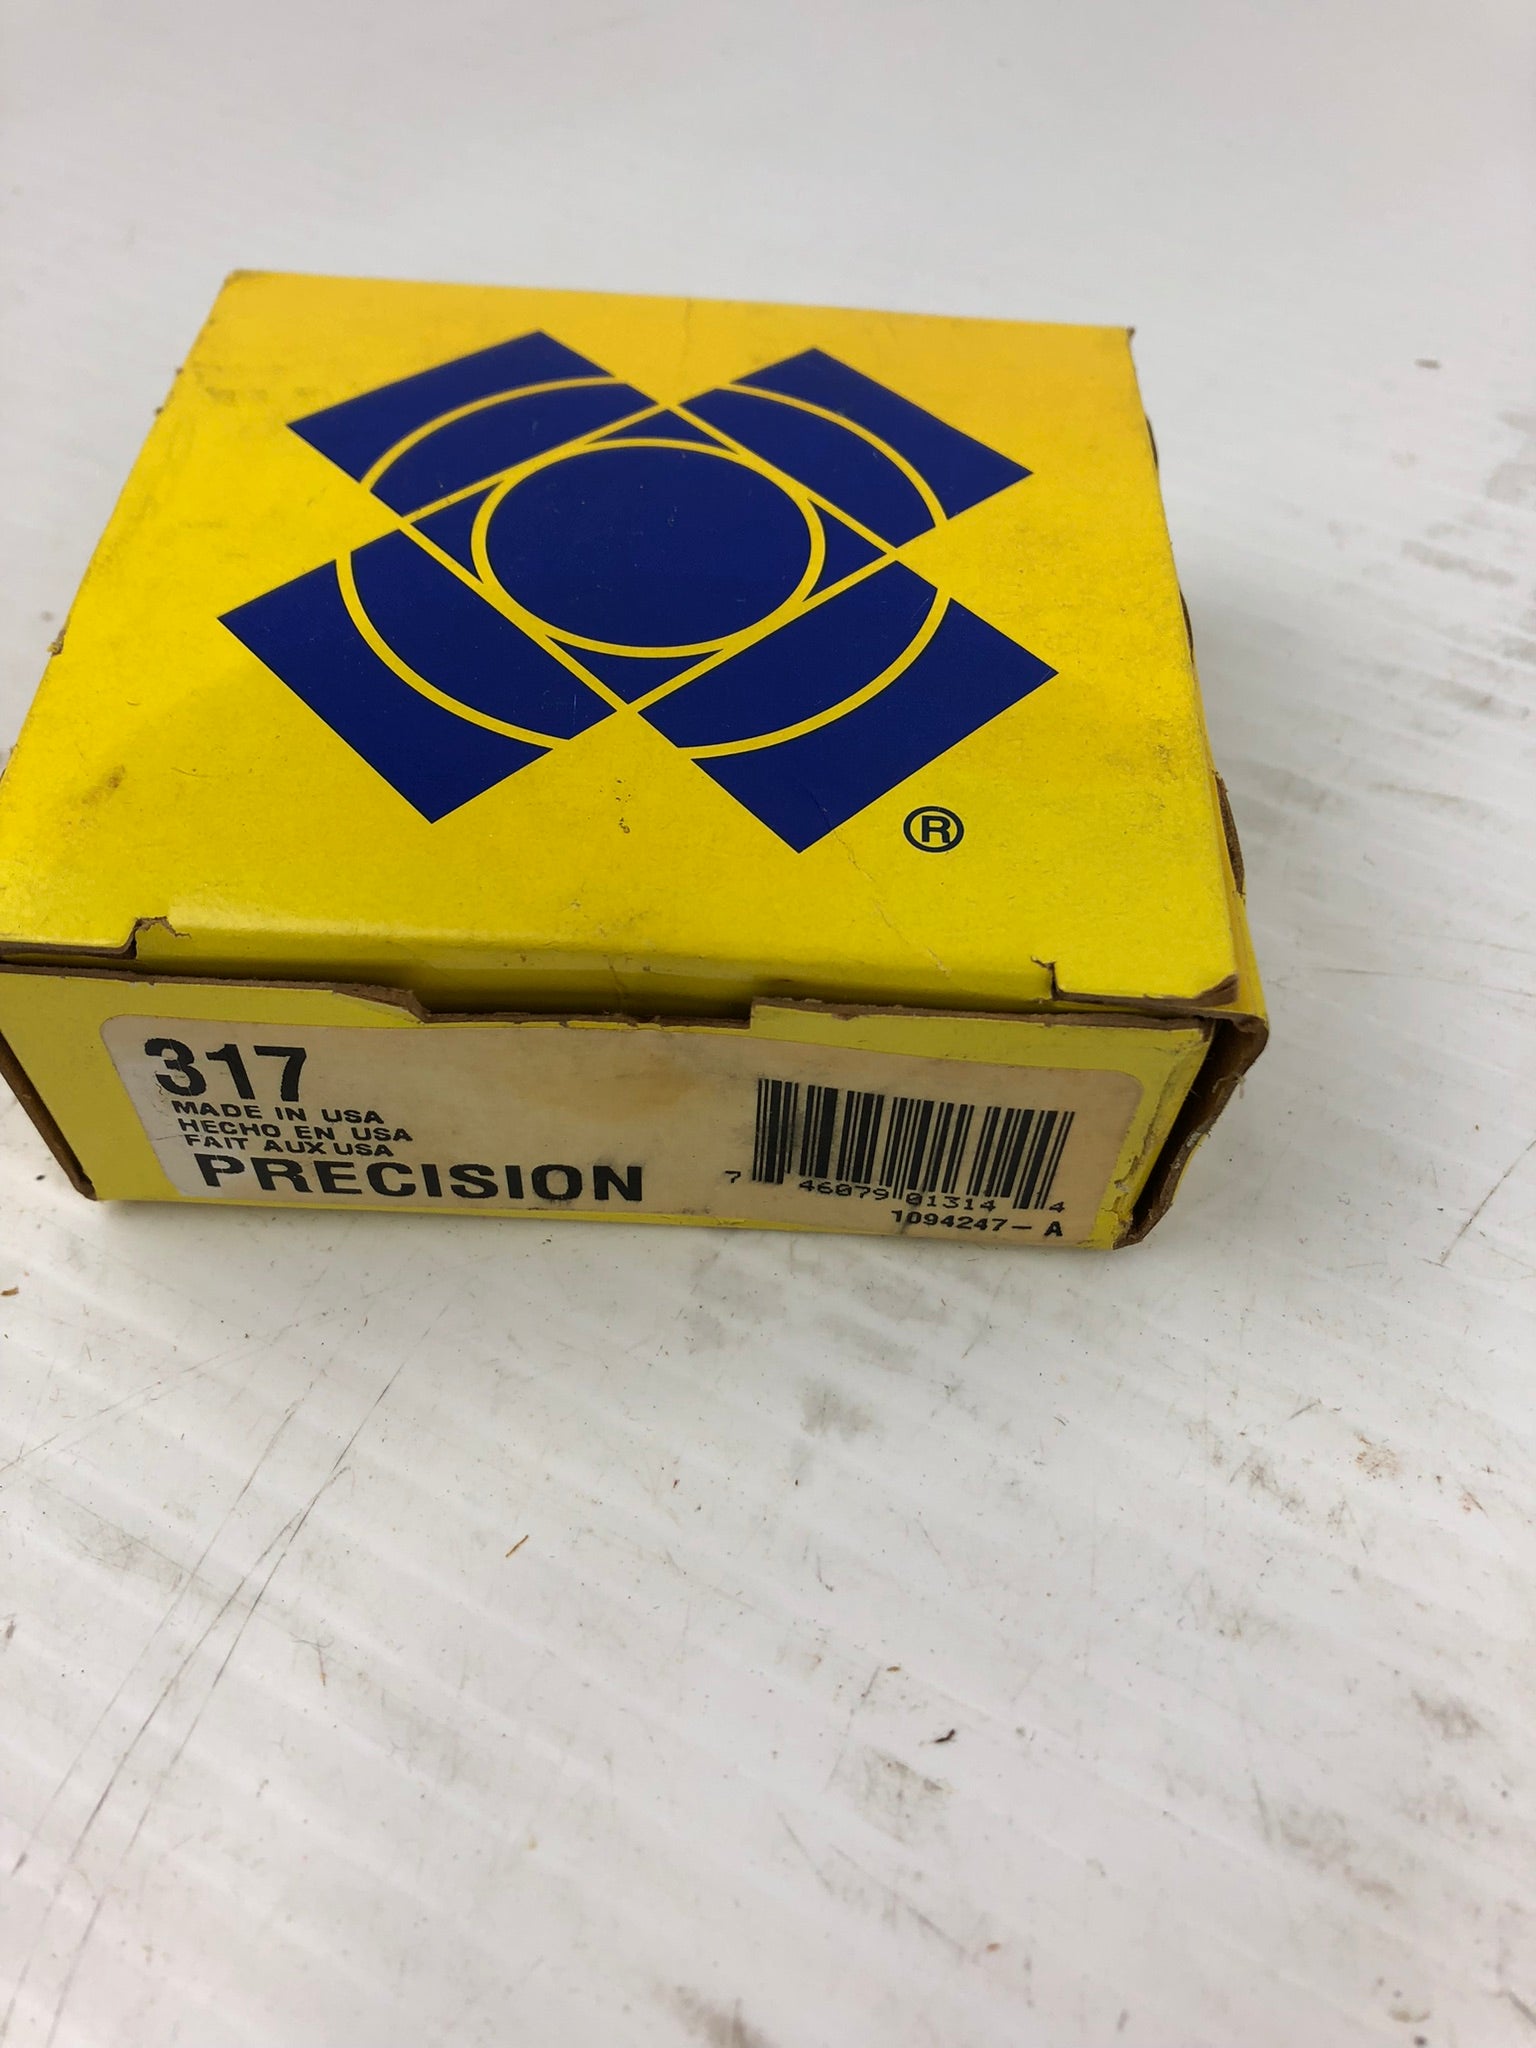 ®
317
MADE IN USA
HECHO EN USA
FAIT AUX USA
PRECISION
7 46079 01314 4
1094247-A